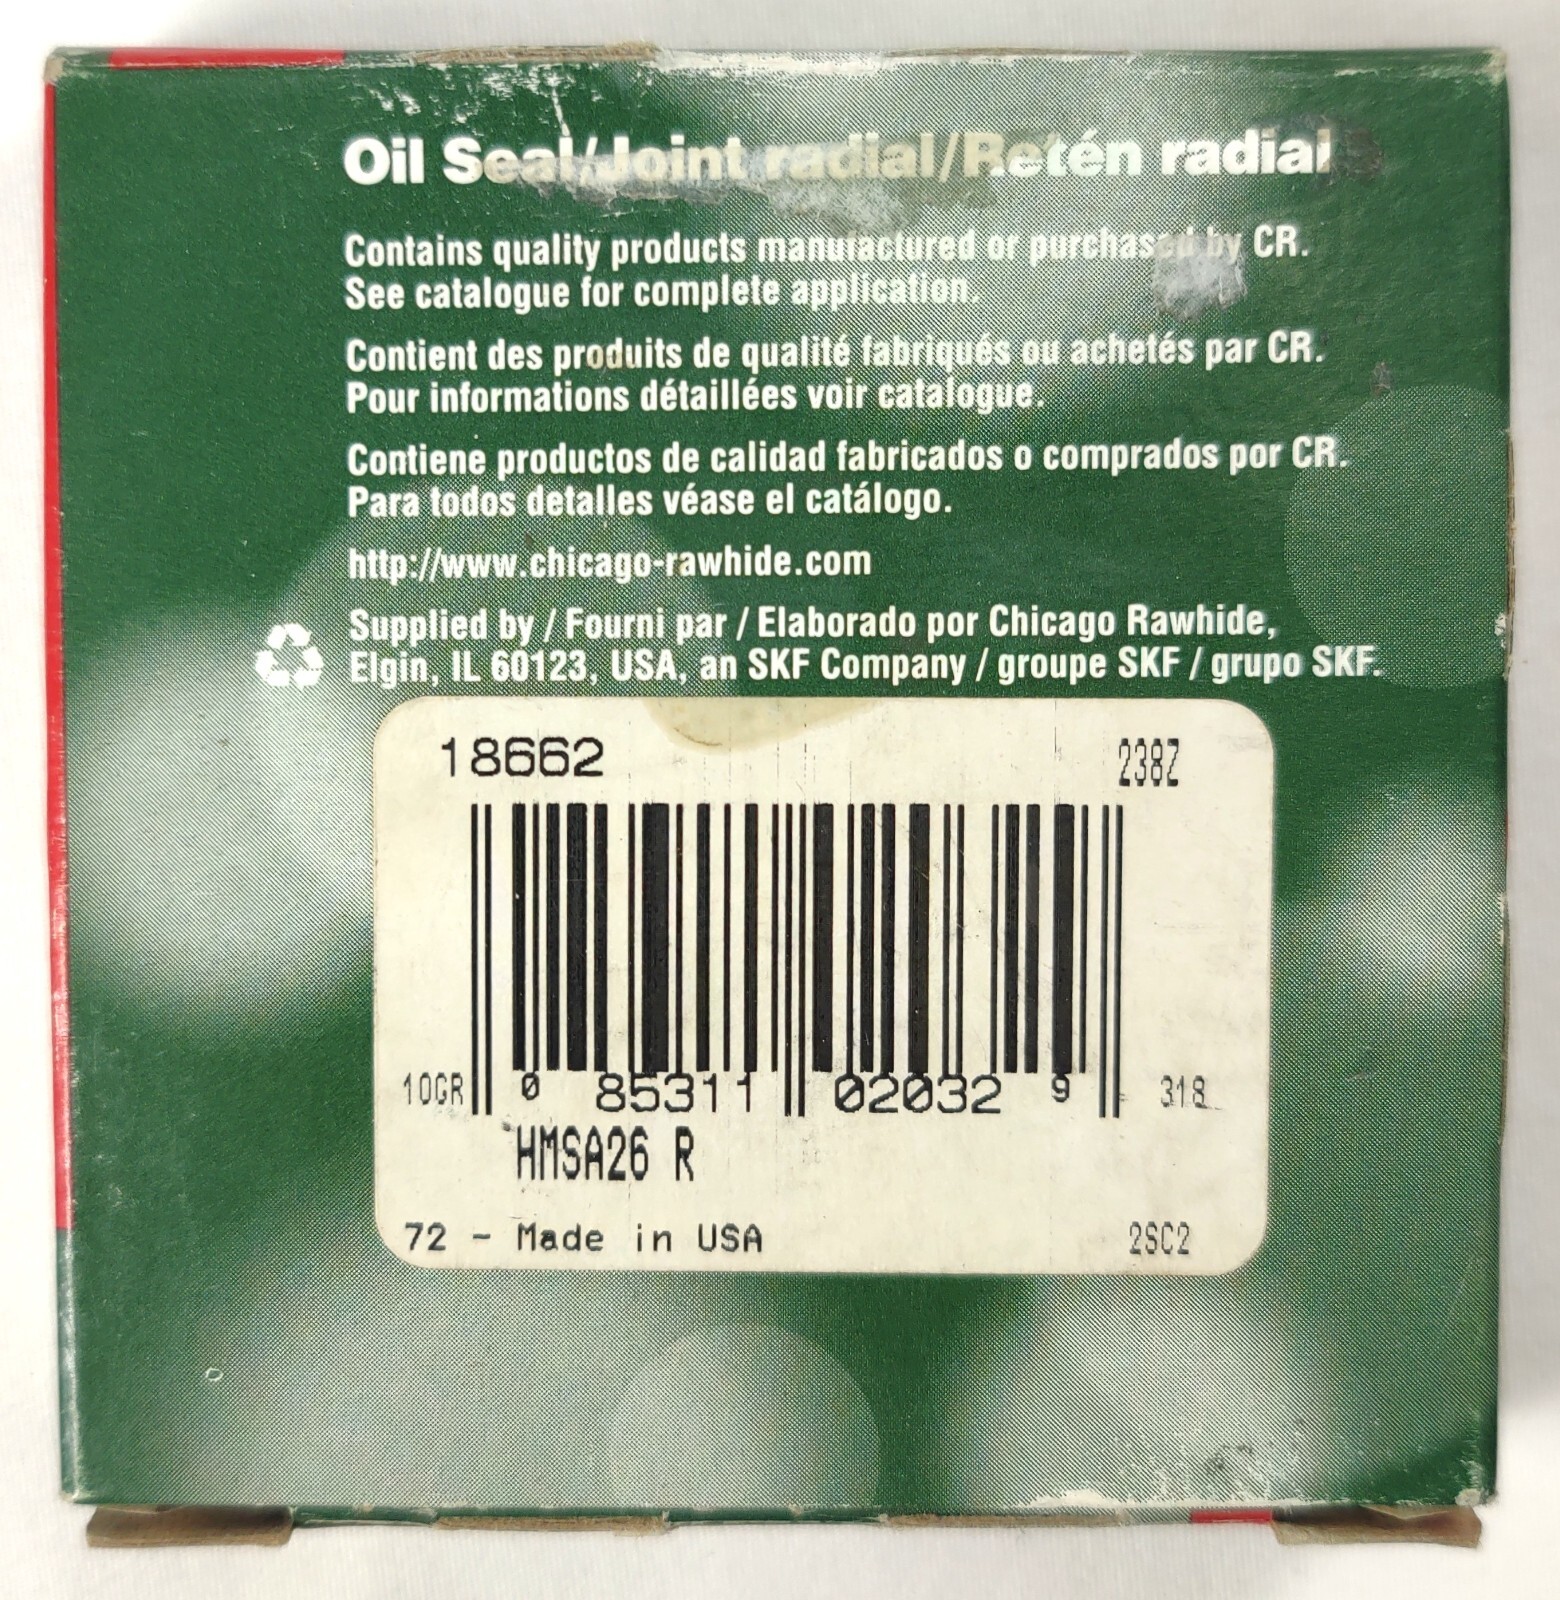 Oil Seal/Joint radial/Retén radial
Contains quality products manufactured or purchased by CR.
See catalogue for complete application.
Contient des produits de qualité fabriqués ou achetés par CR.
Pour informations détaillées voir catalogue.
Contiene productos de calidad fabricados o comprados por CR.
Para todos detalles véase el catálogo.
http://www.chicago-rawhide.com
Supplied by / Fourni par / Elaborado por Chicago Rawhide,
Elgin, IL 60123, USA, an SKF Company / groupe SKF / grupo SKF.
18662 238Z
10GR 0 85311 02032 9 318
HMSA26 R
72 - Made in USA 2SC2